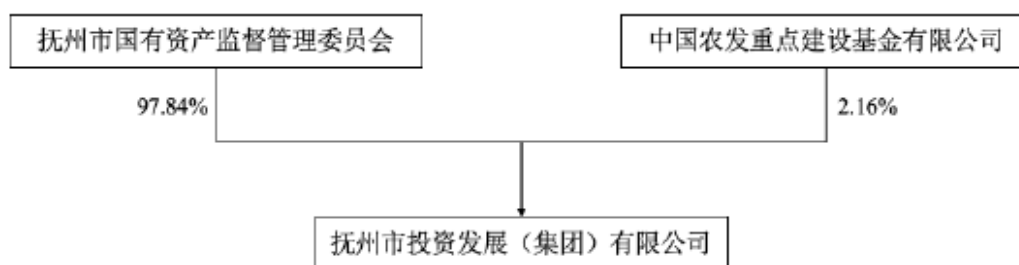 抚州市国有资产监督管理委员会
中国农发重点建设基金有限公司
97.84%
2.16%
抚州市投资发展（集团）有限公司